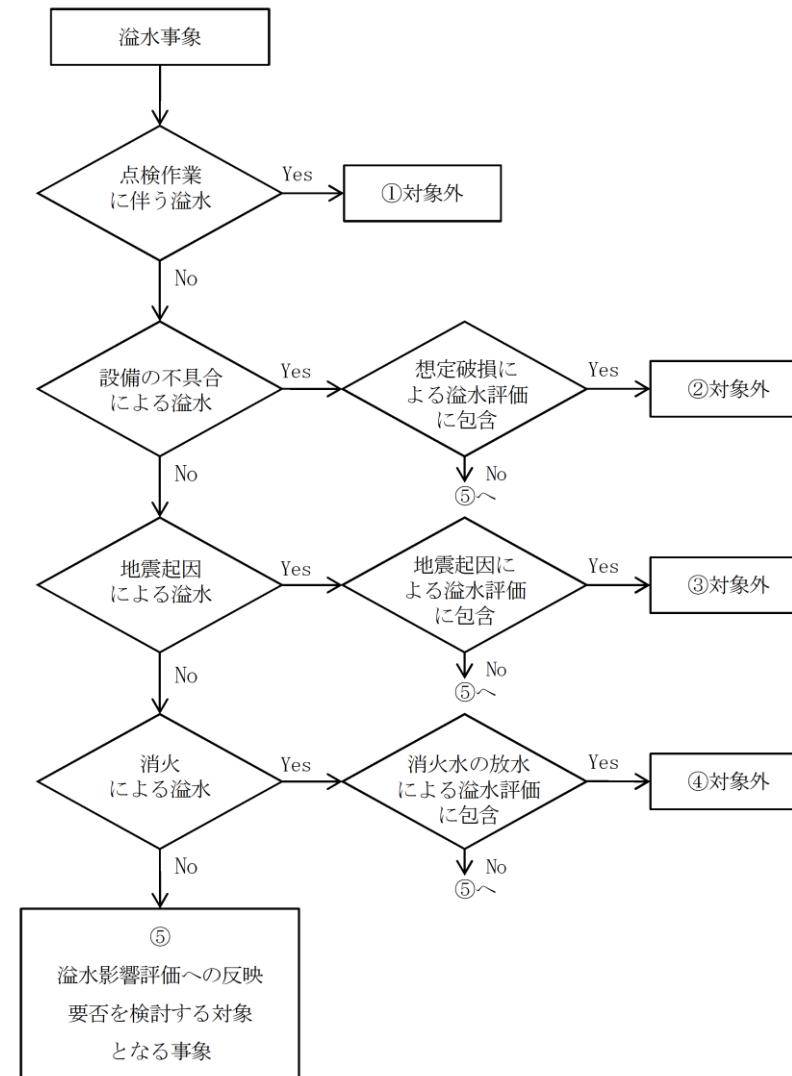 溢水事象
点検作業
に伴う溢水
Yes
①対象外
No
設備の不具合
による溢水
Yes
想定破損に
よる溢水評価
に包含
Yes
②対象外
No
No
⑤へ
地震起因
による溢水
Yes
地震起因に
よる溢水評価
に包含
Yes
③対象外
No
No
⑤へ
消火
による溢水
Yes
消火水の放水
による溢水評価
に包含
Yes
④対象外
No
No
⑤へ
⑤
溢水影響評価への反映
要否を検討する対象
となる事象